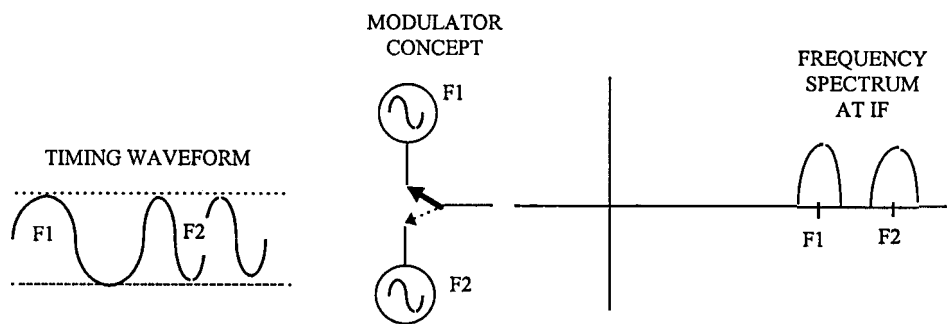 MODULATOR
CONCEPT
FREQUENCY
SPECTRUM
AT IF
F1
TIMING WAVEFORM
F1
F2
F1
F2
F2